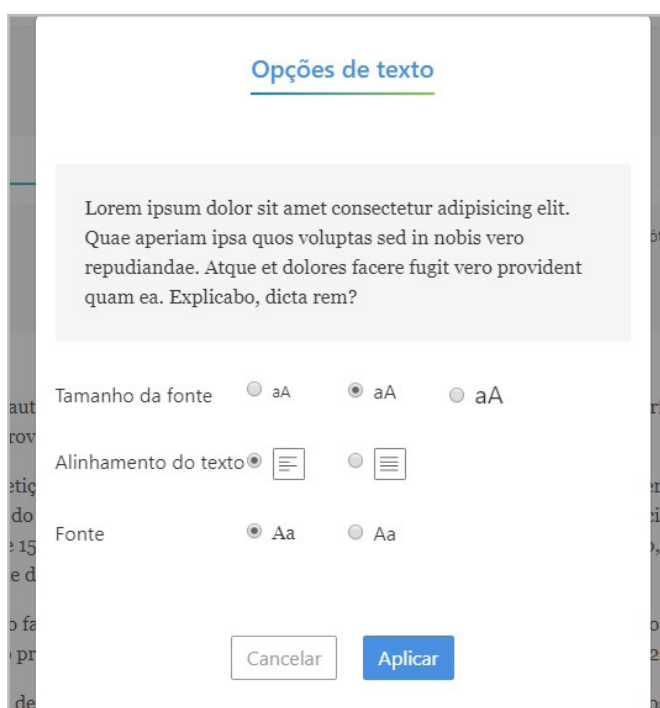 Opções de texto
Lorem ipsum dolor sit amet consectetur adipisicing elit.
Quae aperiam ipsa quos voluptas sed in nobis vero
repudiandae. Atque et dolores facere fugit vero provident
quam ea. Explicabo, dicta rem?
Tamanho da fonte aA aA aA
Alinhamento do texto
Fonte Aa Aa
Cancelar Aplicar